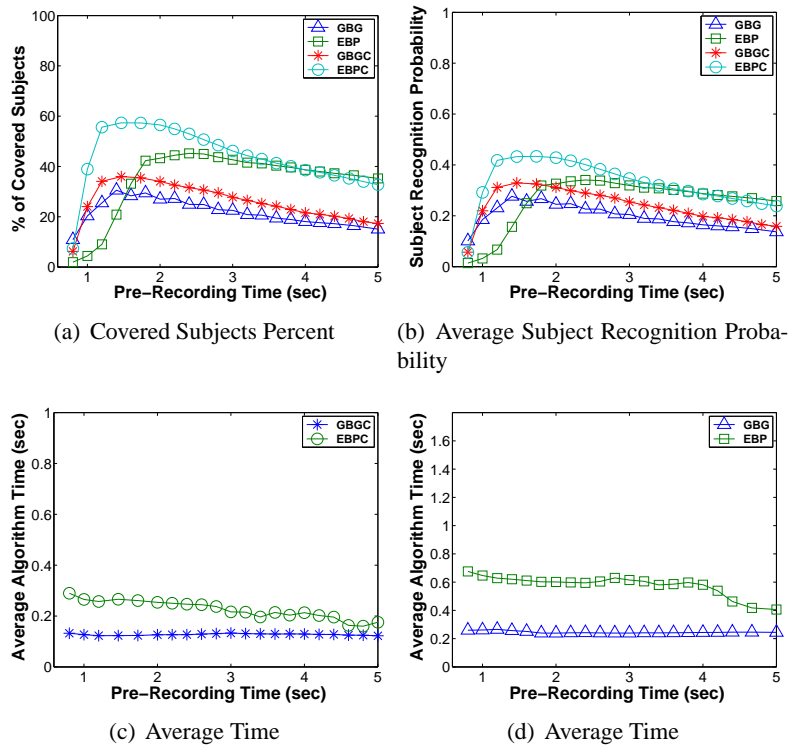 100
80
60
40
20
0
% of Covered Subjects
1 2 3 4 5
Pre-Recording Time (sec)
GBG
EBP
GBGC
EBPC
(a) Covered Subjects Percent
1
0.8
0.6
0.4
0.2
0
Subject Recognition Probability
1 2 3 4 5
Pre-Recording Time (sec)
GBG
EBP
GBGC
EBPC
(b) Average Subject Recognition Proba-
bility
1
0.8
0.6
0.4
0.2
0
Average Algorithm Time (sec)
1 2 3 4 5
Pre-Recording Time (sec)
GBGC
EBPC
(c) Average Time
1.6
1.4
1.2
1
0.8
0.6
0.4
0.2
0
Average Algorithm Time (sec)
1 2 3 4 5
Pre-Recording Time (sec)
GBG
EBP
(d) Average Time